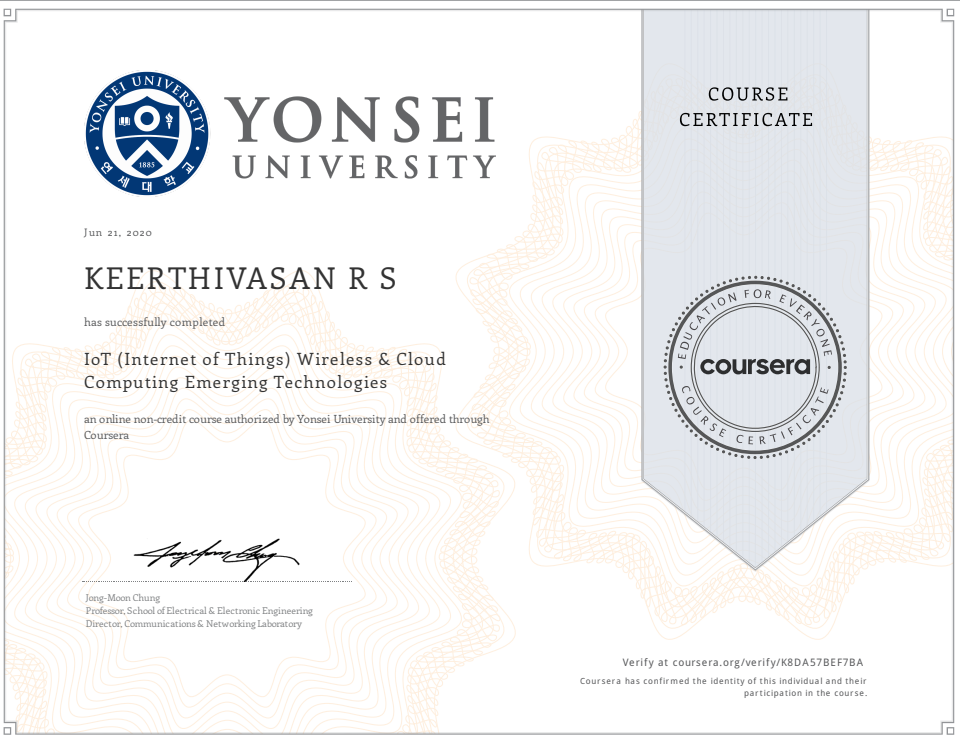 YONSEI UNIVERSITY
1885
연세대학교
YONSEI
UNIVERSITY
COURSE
CERTIFICATE
Jun 21, 2020
KEERTHIVASAN R S
has successfully completed
IoT (Internet of Things) Wireless & Cloud
Computing Emerging Technologies
an online non-credit course authorized by Yonsei University and offered through
Coursera
EDUCATION FOR EVERYONE
coursera
COURSE CERTIFICATE
Jong-Moon Chung
Professor, School of Electrical & Electronic Engineering
Director, Communications & Networking Laboratory
Verify at coursera.org/verify/K8DA57BEF7BA
Coursera has confirmed the identity of this individual and their
participation in the course.